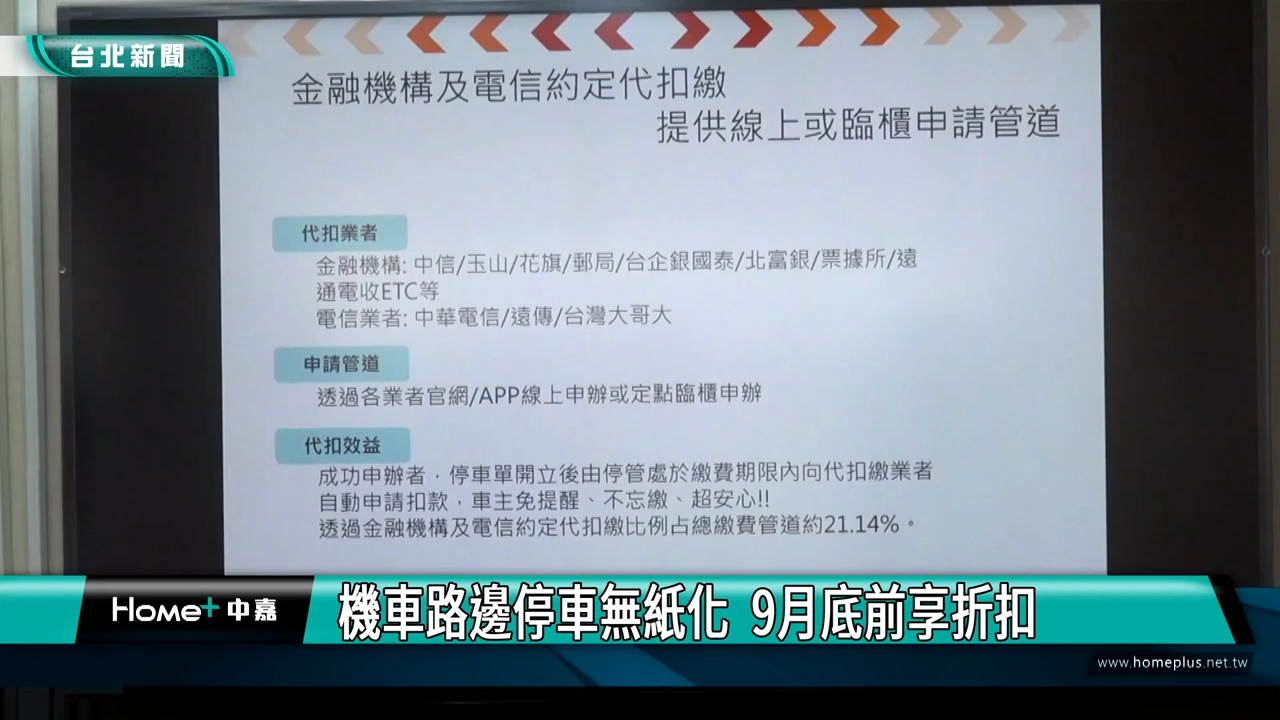 台北新聞
金融機構及電信約定代扣繳
提供線上或臨櫃申請管道
代扣業者
金融機構: 中信/玉山/花旗/郵局/台企銀國泰/北富銀/票據所/遠
通電收ETC等
電信業者: 中華電信/遠傳/台灣大哥大
申請管道
透過各業者官網/APP線上申辦或定點臨櫃申辦
代扣效益
成功申辦者，停車單開立後由停管處於繳費期限內向代扣繳業者
自動申請扣款，車主免提醒、不忘繳、超安心!!
透過金融機構及電信約定代扣繳比例占總繳費管道約21.14%。
Home+中嘉
機車路邊停車無紙化 9月底前享折扣
www.homeplus.net.tw